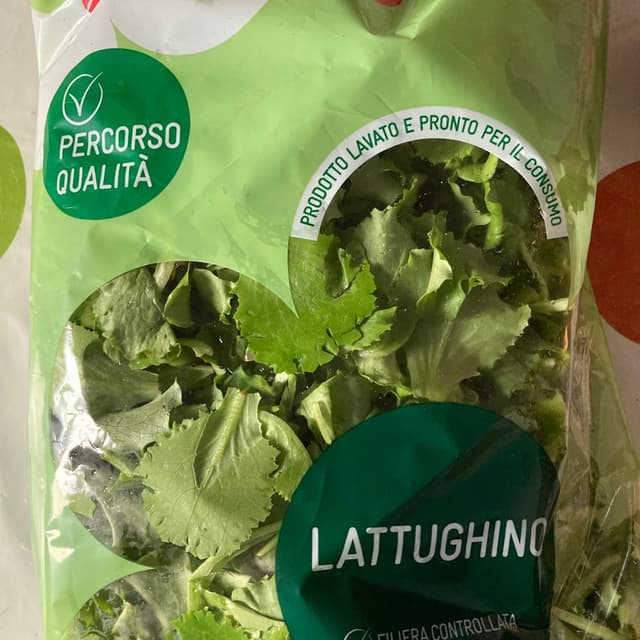 PERCORSO
QUALITÀ
PRODOTTO LAVATO E PRONTO PER IL CONSUMO
LATTUGHINO
FILIERA CONTROLLATA